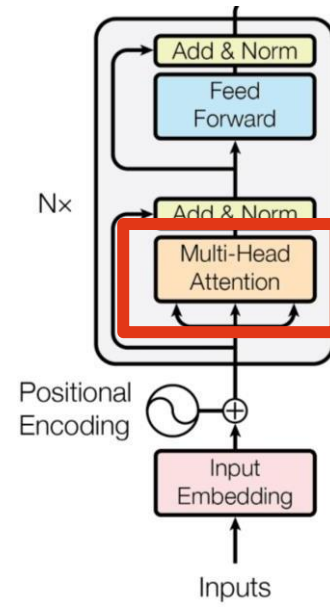 Add & Norm
Feed
Forward
Nx
Add & Norm
Multi-Head
Attention
Positional
Encoding
Input
Embedding
Inputs